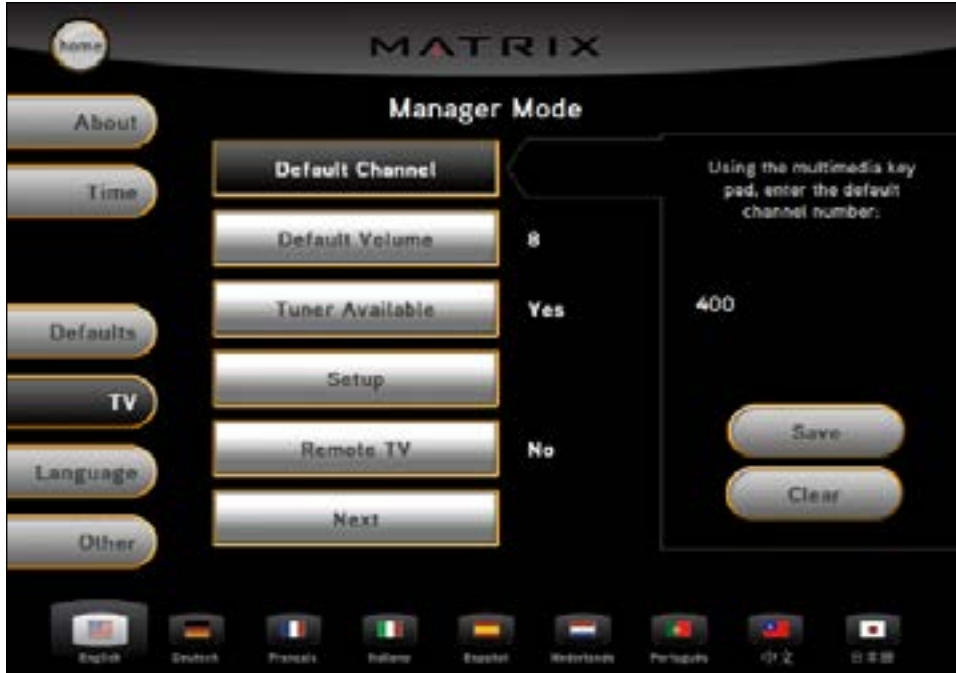 home
MATRIX
Manager Mode
About
Time
Defaults
TV
Language
Other
Default Channel
Default Volume
8
Tuner Available
Yes
Setup
Remote TV
No
Next
Using the multimedia key
pad, enter the default
channel number:
400
Save
Clear
English
Deutsch
Francais
Italiano
Español
Nederlands
Português
中文
日本語